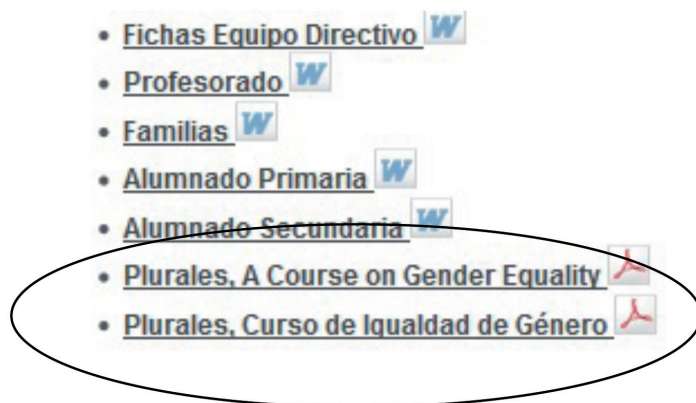 • Fichas Equipo Directivo W
• Profesorado W
• Familias W
• Alumnado Primaria W
• Alumnado Secundaria W
• Plurales, A Course on Gender Equality
• Plurales, Curso de Igualdad de Género